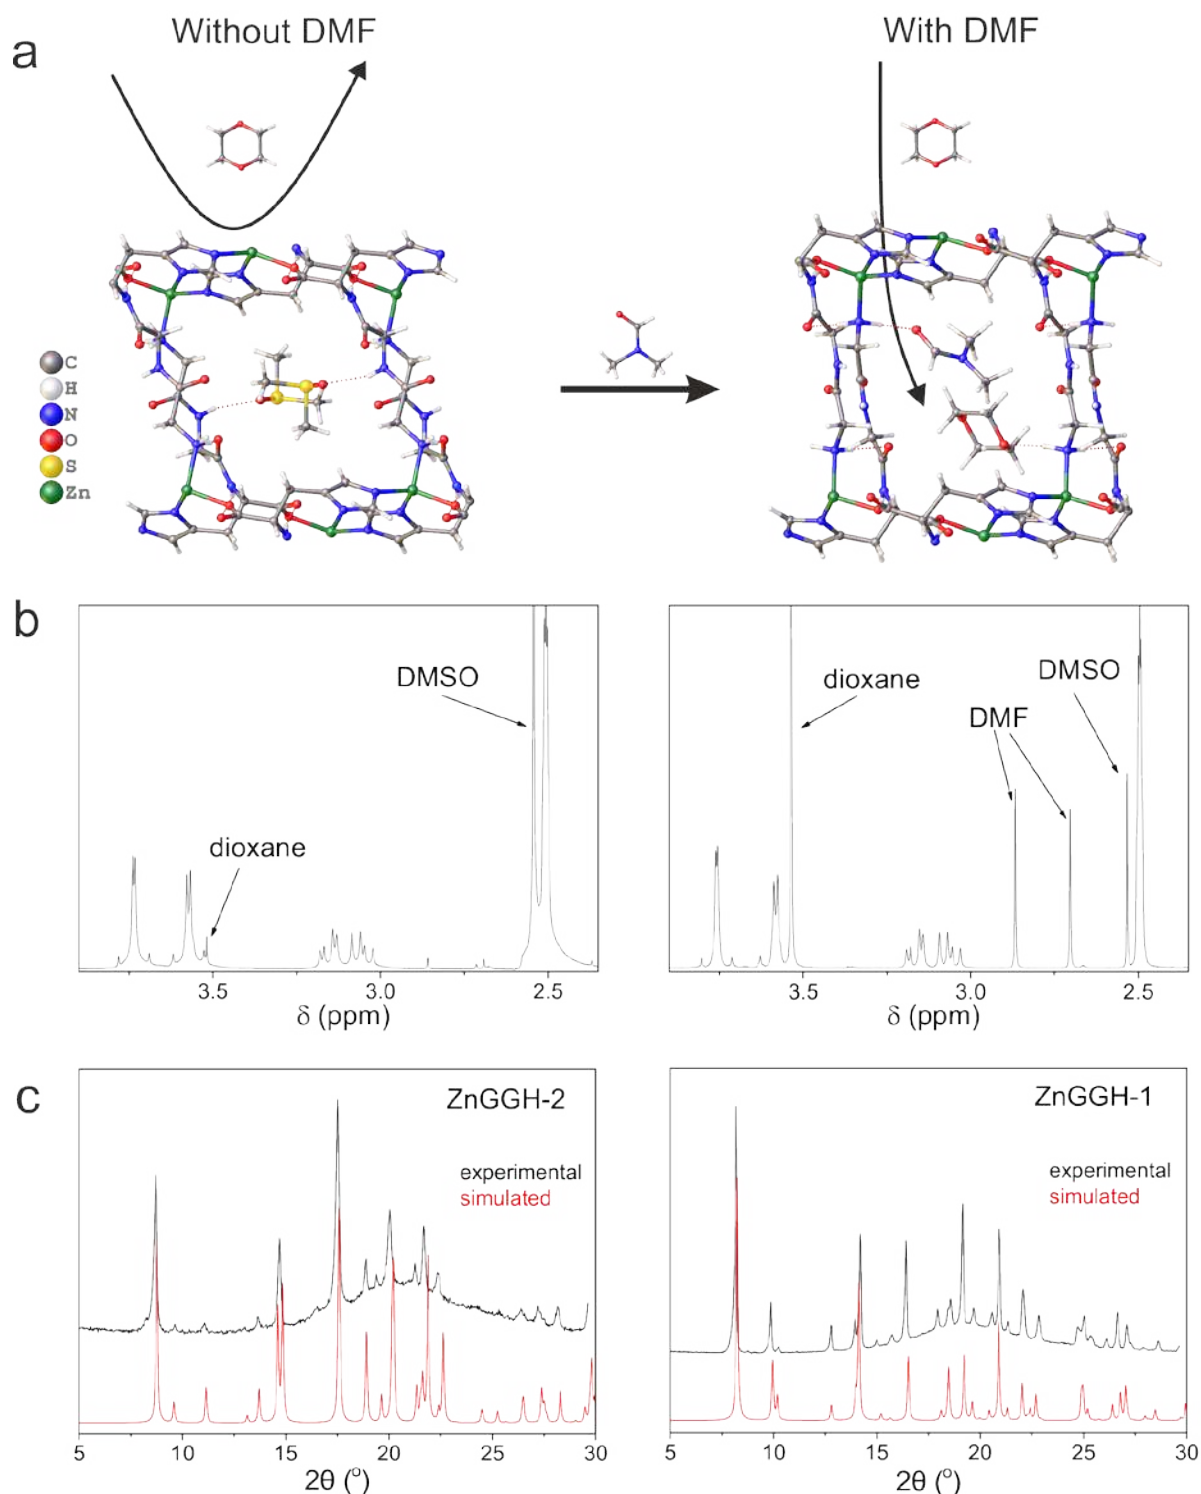 Without DMF
With DMF
a
C
H
N
O
S
Zn
b
DMSO
dioxane
3.5
3.0
2.5
δ (ppm)
dioxane
DMSO
DMF
3.5
3.0
2.5
δ (ppm)
c
ZnGGH-2
experimental
simulated
5
10
15
20
25
30
2θ (°)
ZnGGH-1
experimental
simulated
5
10
15
20
25
30
2θ (°)